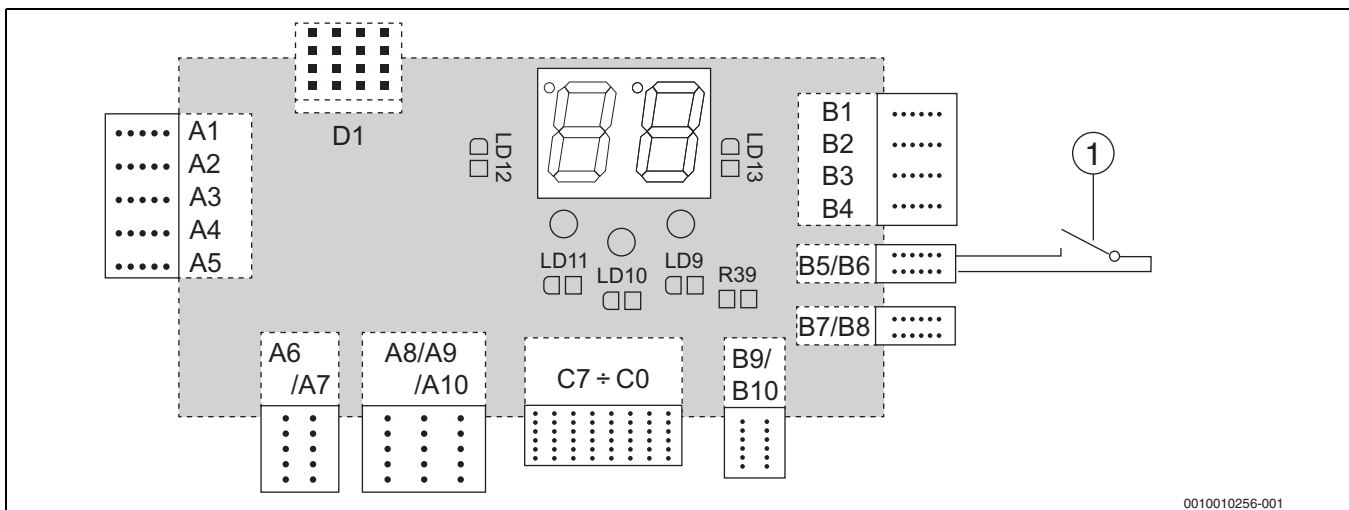 D1
A1
A2
A3
A4
A5
LD12
LD13
LD11
LD10
LD9
R39
B1
B2
B3
B4
B5/B6
B7/B8
1
A6
/A7
A8/A9
/A10
C7 ÷ C0
B9/
B10
0010010256-001